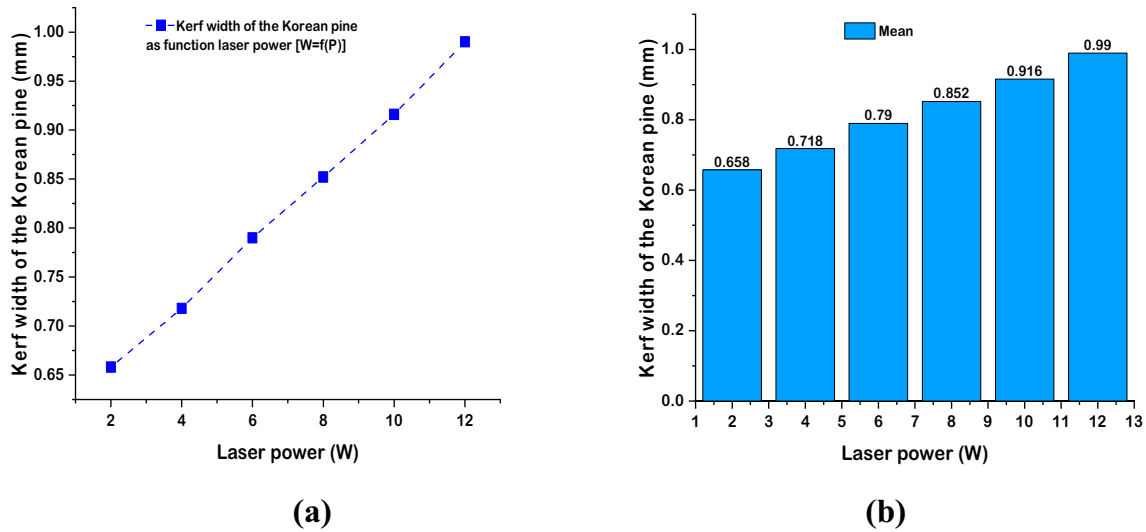 Kerf width of the Korean pine
as function laser power [W=f(P)]
Kerf width of the Korean pine (mm)
1.00
0.95
0.90
0.85
0.80
0.75
0.70
0.65
2 4 6 8 10 12
Laser power (W)
(a)
Mean
Kerf width of the Korean pine (mm)
1.0
0.8
0.6
0.4
0.2
0.0
0.658
0.718
0.79
0.852
0.916
0.99
1 2 3 4 5 6 7 8 9 10 11 12 13
Laser power (W)
(b)